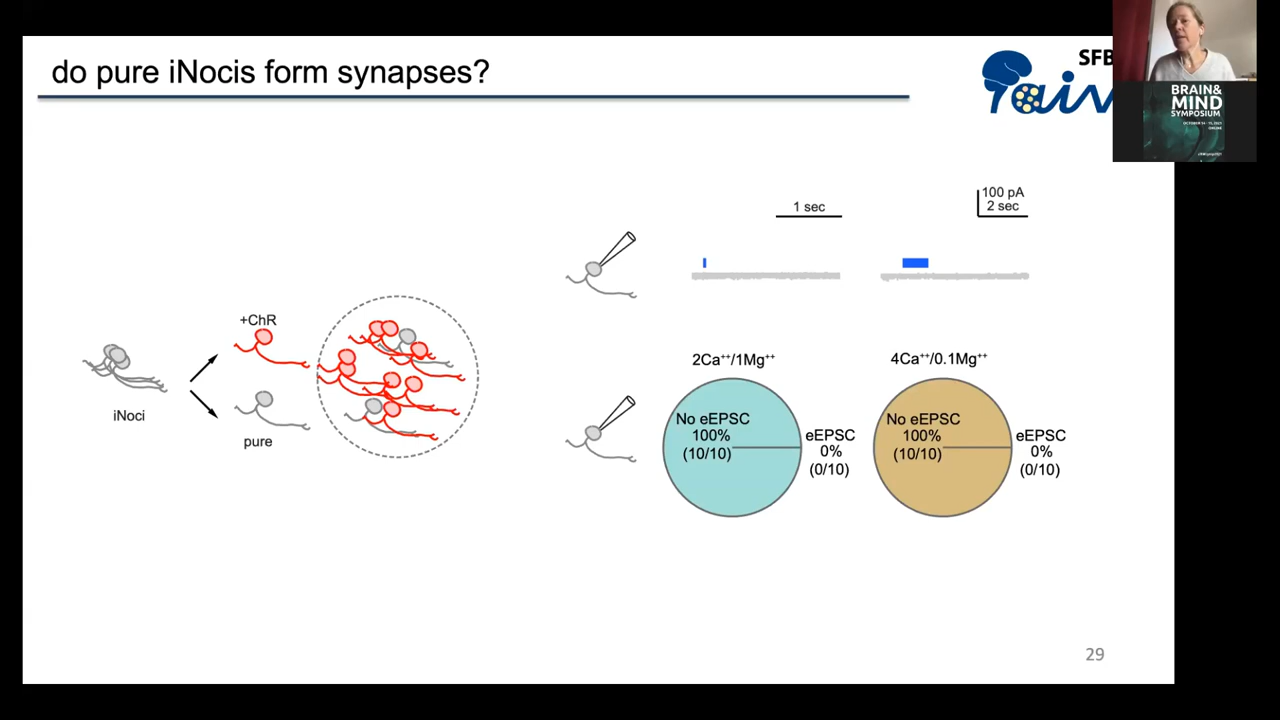 do pure iNocis form synapses?
SFB
ain
BRAIN&
MIND
SYMPOSIUM
ONLINE
1 sec
100 pA
2 sec
+ChR
iNoci
pure
2Ca⁺⁺/1Mg⁺⁺
4Ca⁺⁺/0.1Mg⁺⁺
No eEPSC
100%
(10/10)
eEPSC
0%
(0/10)
No eEPSC
100%
(10/10)
eEPSC
0%
(0/10)
29